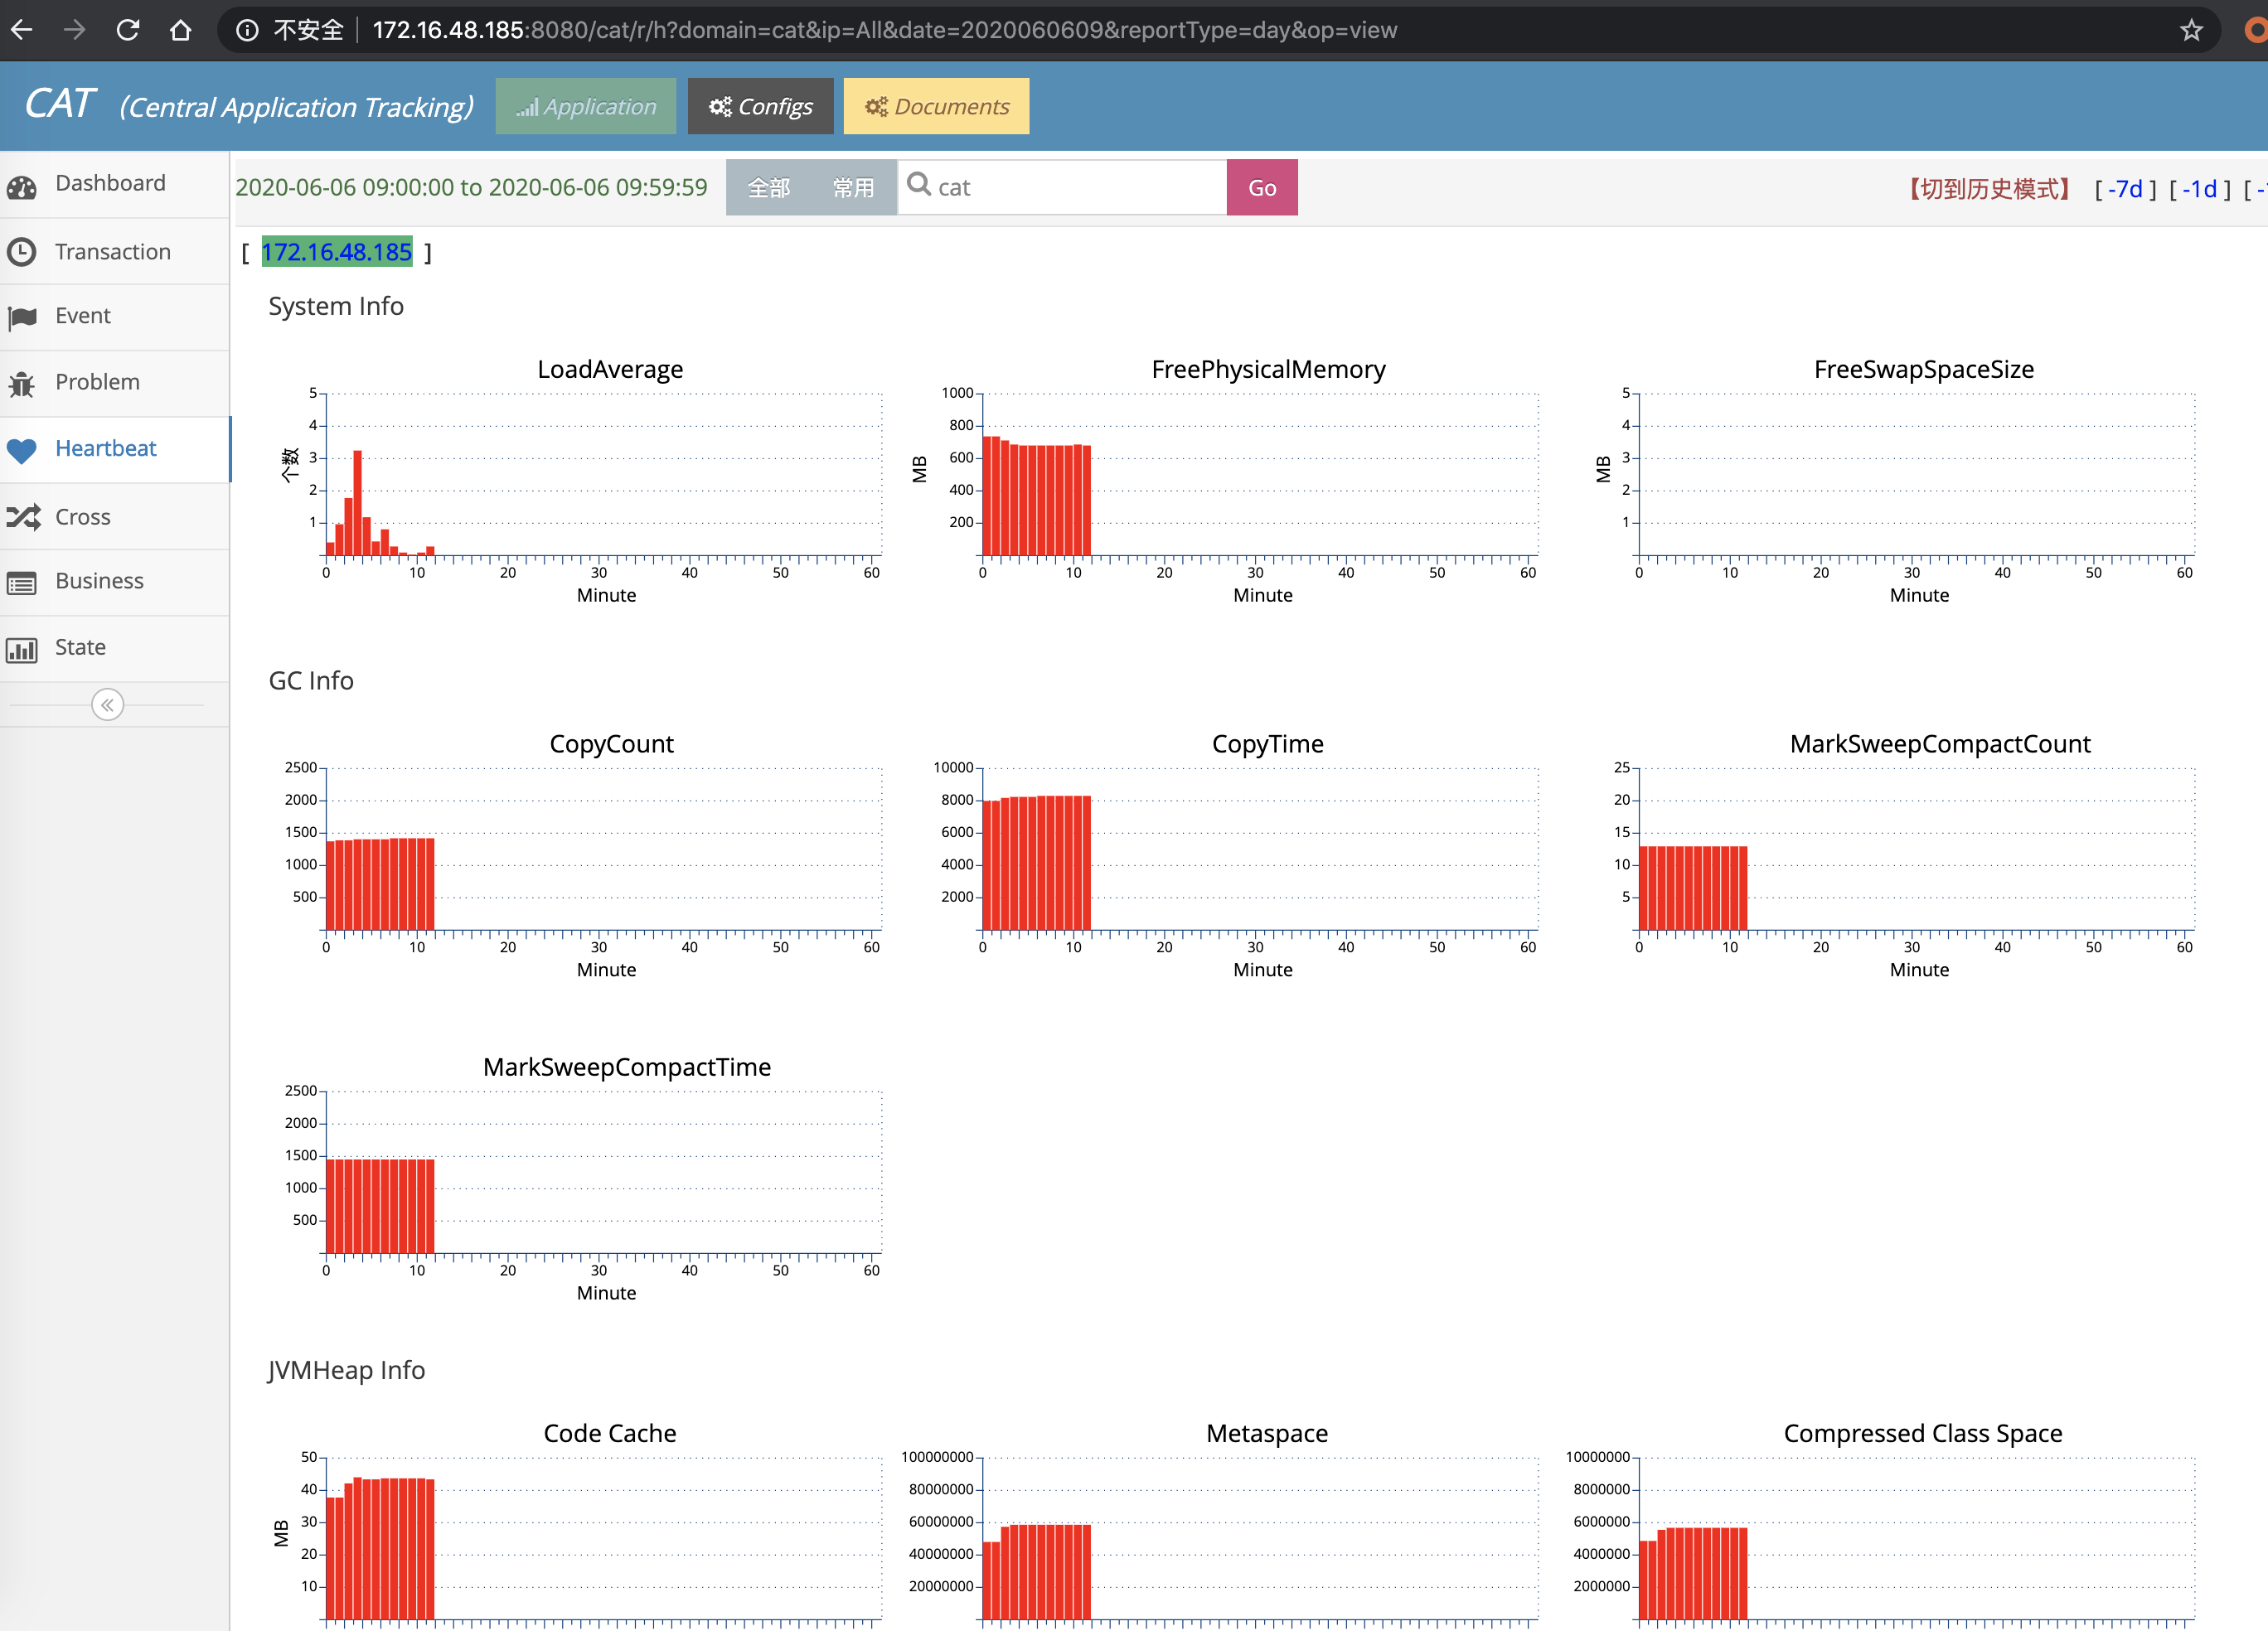 不安全 172.16.48.185:8080/cat/r/h?domain=cat&ip=All&date=2020060609&reportType=day&op=view
CAT (Central Application Tracking) Application Configs Documents
Dashboard
Transaction
Event
Problem
Heartbeat
Cross
Business
State
2020-06-06 09:00:00 to 2020-06-06 09:59:59 全部 常用 cat Go 【切到历史模式】 [ -7d ] [ -1d ] [
[ 172.16.48.185 ]
System Info
LoadAverage
5
4
3
2
1
个数
0 10 20 30 40 50 60
Minute
FreePhysicalMemory
1000
800
600
400
200
MB
0 10 20 30 40 50 60
Minute
FreeSwapSpaceSize
5
4
3
2
1
MB
0 10 20 30 40 50 60
Minute
GC Info
CopyCount
2500
2000
1500
1000
500
0 10 20 30 40 50 60
Minute
CopyTime
10000
8000
6000
4000
2000
0 10 20 30 40 50 60
Minute
MarkSweepCompactCount
25
20
15
10
5
0 10 20 30 40 50 60
Minute
MarkSweepCompactTime
2500
2000
1500
1000
500
0 10 20 30 40 50 60
Minute
JVMHeap Info
Code Cache
50
40
30
20
10
MB
Metaspace
100000000
80000000
60000000
40000000
20000000
Compressed Class Space
10000000
8000000
6000000
4000000
2000000